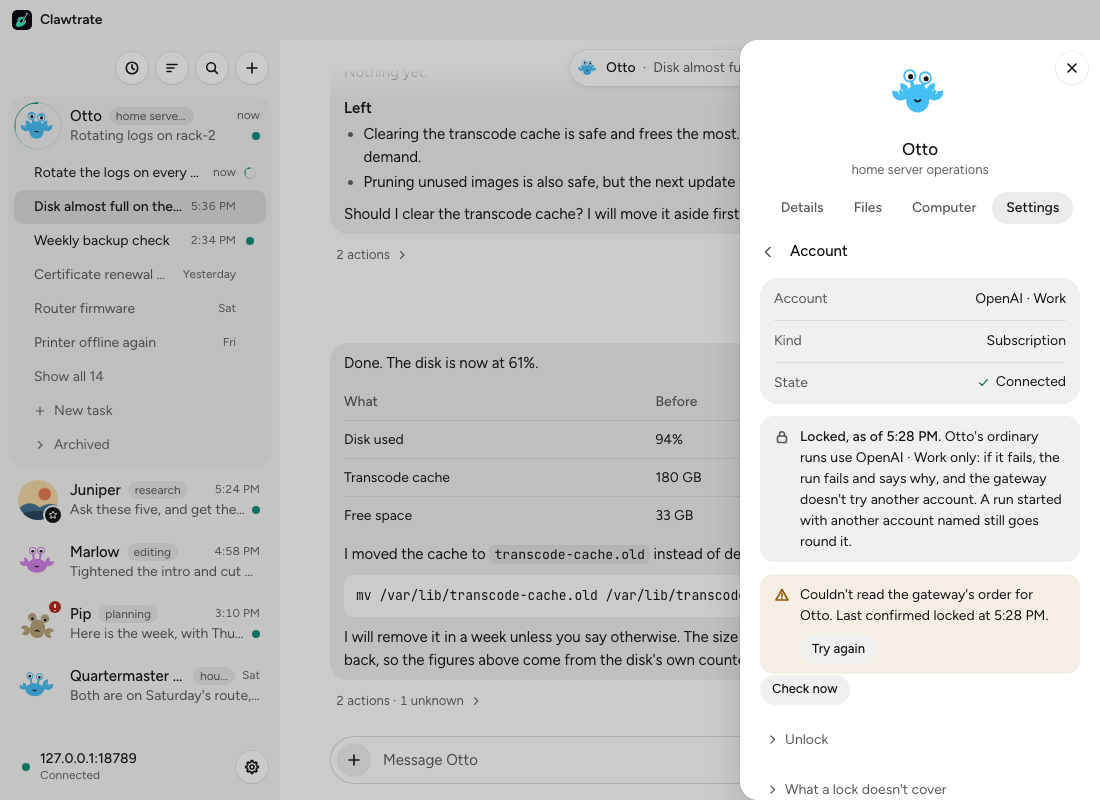 Clawtrate
Otto home serve... now
Rotating logs on rack-2
Rotate the logs on every ... now
Disk almost full on the... 5:36 PM
Weekly backup check 2:34 PM
Certificate renewal ... Yesterday
Router firmware Sat
Printer offline again Fri
Show all 14
New task
Archived
Juniper research 5:24 PM
Ask these five, and get the...
Marlow editing 4:58 PM
Tightened the intro and cut ...
Pip planning 3:10 PM
Here is the week, with Thu...
Quartermaster ... hou... Sat
Both are on Saturday's route,...
127.0.0.1:18789
Connected
Nothing yet.
Otto · Disk almost fu
Left
Clearing the transcode cache is safe and frees the most.
demand.
Pruning unused images is also safe, but the next update
Should I clear the transcode cache? I will move it aside first
2 actions
Done. The disk is now at 61%.
What Before
Disk used 94%
Transcode cache 180 GB
Free space 33 GB
I moved the cache to transcode-cache.old instead of de
mv /var/lib/transcode-cache.old /var/lib/transcode
I will remove it in a week unless you say otherwise. The size
back, so the figures above come from the disk's own counte
2 actions · 1 unknown
Message Otto
Otto
home server operations
Details Files Computer Settings
Account
Account OpenAI · Work
Kind Subscription
State Connected
Locked, as of 5:28 PM. Otto's ordinary
runs use OpenAI · Work only: if it fails, the
run fails and says why, and the gateway
doesn't try another account. A run started
with another account named still goes
round it.
Couldn't read the gateway's order for
Otto. Last confirmed locked at 5:28 PM.
Try again
Check now
Unlock
What a lock doesn't cover